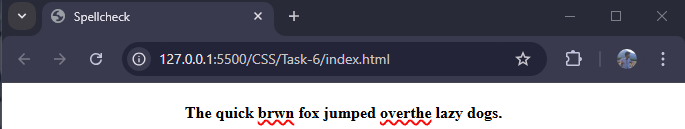 Spellcheck
127.0.0.1:5500/CSS/Task-6/index.html
The quick brwn fox jumped overthe lazy dogs.